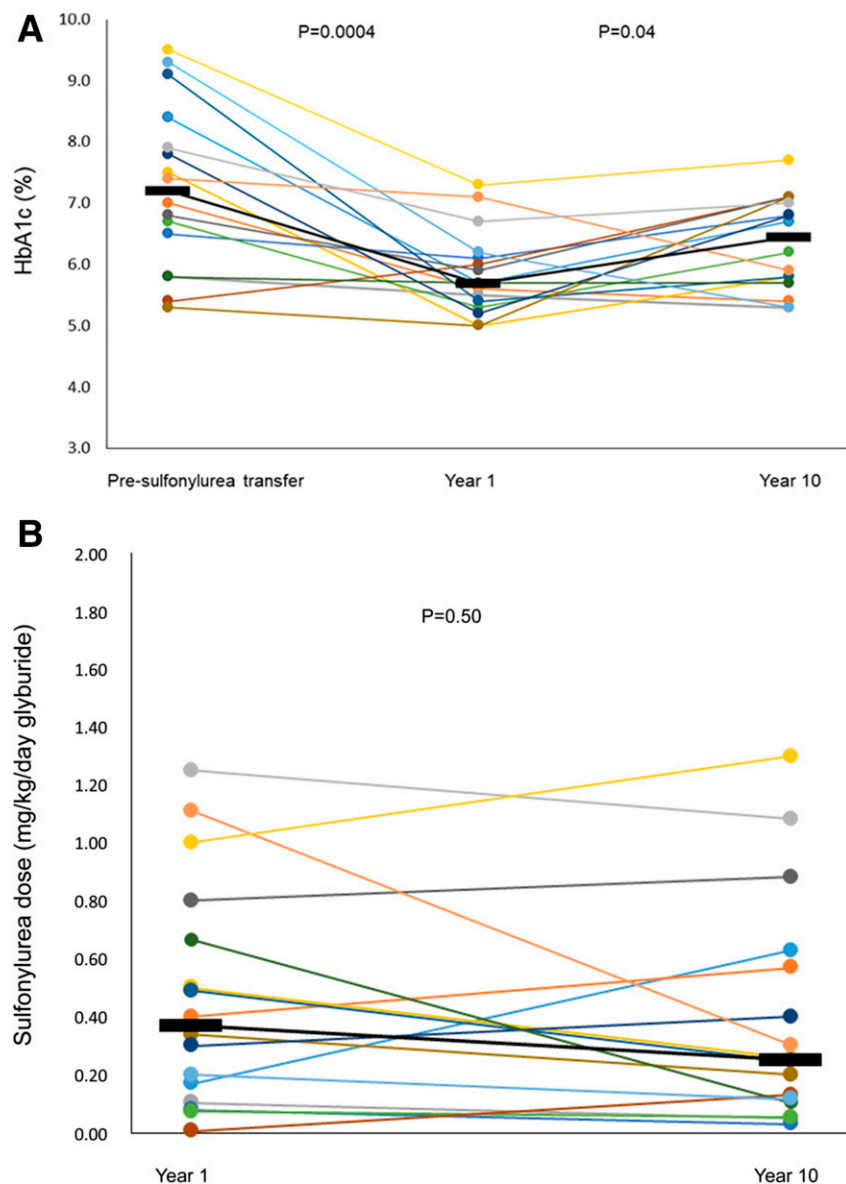 A
P=0.0004 P=0.04
HbA1c (%)
10.0
9.0
8.0
7.0
6.0
5.0
4.0
3.0
Pre-sulfonylurea transfer Year 1 Year 10
B
P=0.50
Sulfonylurea dose (mg/kg/day glyburide)
2.00
1.80
1.60
1.40
1.20
1.00
0.80
0.60
0.40
0.20
0.00
Year 1 Year 10